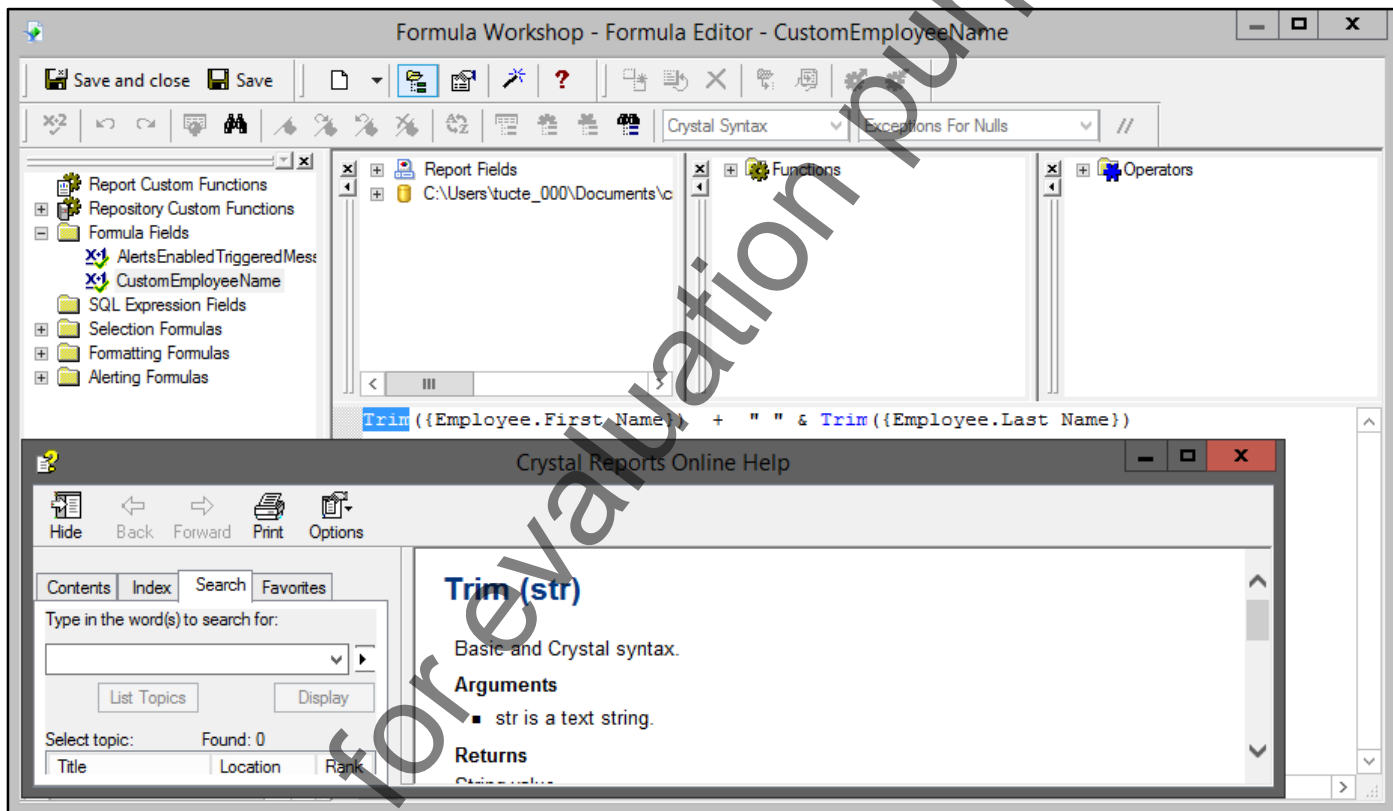 Formula Workshop - Formula Editor - CustomEmployeeName
Save and close Save
Crystal Syntax Exceptions For Nulls //
Report Custom Functions
Repository Custom Functions
Formula Fields
AlertsEnabledTriggeredMess
CustomEmployeeName
SQL Expression Fields
Selection Formulas
Formatting Formulas
Alerting Formulas
Report Fields
C:\Users\tucte_000\Documents\c
Functions
Operators
Trim({Employee.First Name}) + " " & Trim({Employee.Last Name})
Crystal Reports Online Help
Hide Back Forward Print Options
Contents Index Search Favorites
Type in the word(s) to search for:
List Topics Display
Select topic: Found: 0
Title Location Rank
Trim (str)
Basic and Crystal syntax.
Arguments
▪ str is a text string.
Returns
String value
for evaluation